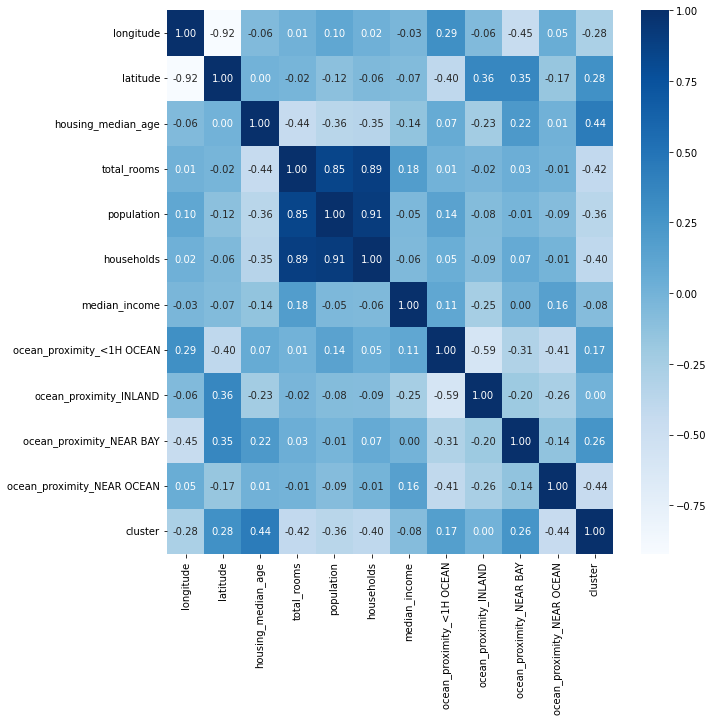 longitude 1.00 -0.92 -0.06 0.01 0.10 0.02 -0.03 0.29 -0.06 -0.45 0.05 -0.28
latitude -0.92 1.00 0.00 -0.02 -0.12 -0.06 -0.07 -0.40 0.36 0.35 -0.17 0.28
housing_median_age -0.06 0.00 1.00 -0.44 -0.36 -0.35 -0.14 0.07 -0.23 0.22 0.01 0.44
total_rooms 0.01 -0.02 -0.44 1.00 0.85 0.89 0.18 0.01 -0.02 0.03 -0.01 -0.42
population 0.10 -0.12 -0.36 0.85 1.00 0.91 -0.05 0.14 -0.08 -0.01 -0.09 -0.36
households 0.02 -0.06 -0.35 0.89 0.91 1.00 -0.06 0.05 -0.09 0.07 -0.01 -0.40
median_income -0.03 -0.07 -0.14 0.18 -0.05 -0.06 1.00 0.11 -0.25 0.00 0.16 -0.08
ocean_proximity_<1H OCEAN 0.29 -0.40 0.07 0.01 0.14 0.05 0.11 1.00 -0.59 -0.31 -0.41 0.17
ocean_proximity_INLAND -0.06 0.36 -0.23 -0.02 -0.08 -0.09 -0.25 -0.59 1.00 -0.20 -0.26 0.00
ocean_proximity_NEAR BAY -0.45 0.35 0.22 0.03 -0.01 0.07 0.00 -0.31 -0.20 1.00 -0.14 0.26
ocean_proximity_NEAR OCEAN 0.05 -0.17 0.01 -0.01 -0.09 -0.01 0.16 -0.41 -0.26 -0.14 1.00 -0.44
cluster -0.28 0.28 0.44 -0.42 -0.36 -0.40 -0.08 0.17 0.00 0.26 -0.44 1.00
longitude
latitude
housing_median_age
total_rooms
population
households
median_income
ocean_proximity_<1H OCEAN
ocean_proximity_INLAND
ocean_proximity_NEAR BAY
ocean_proximity_NEAR OCEAN
cluster
1.00
0.75
0.50
0.25
0.00
−0.25
−0.50
−0.75